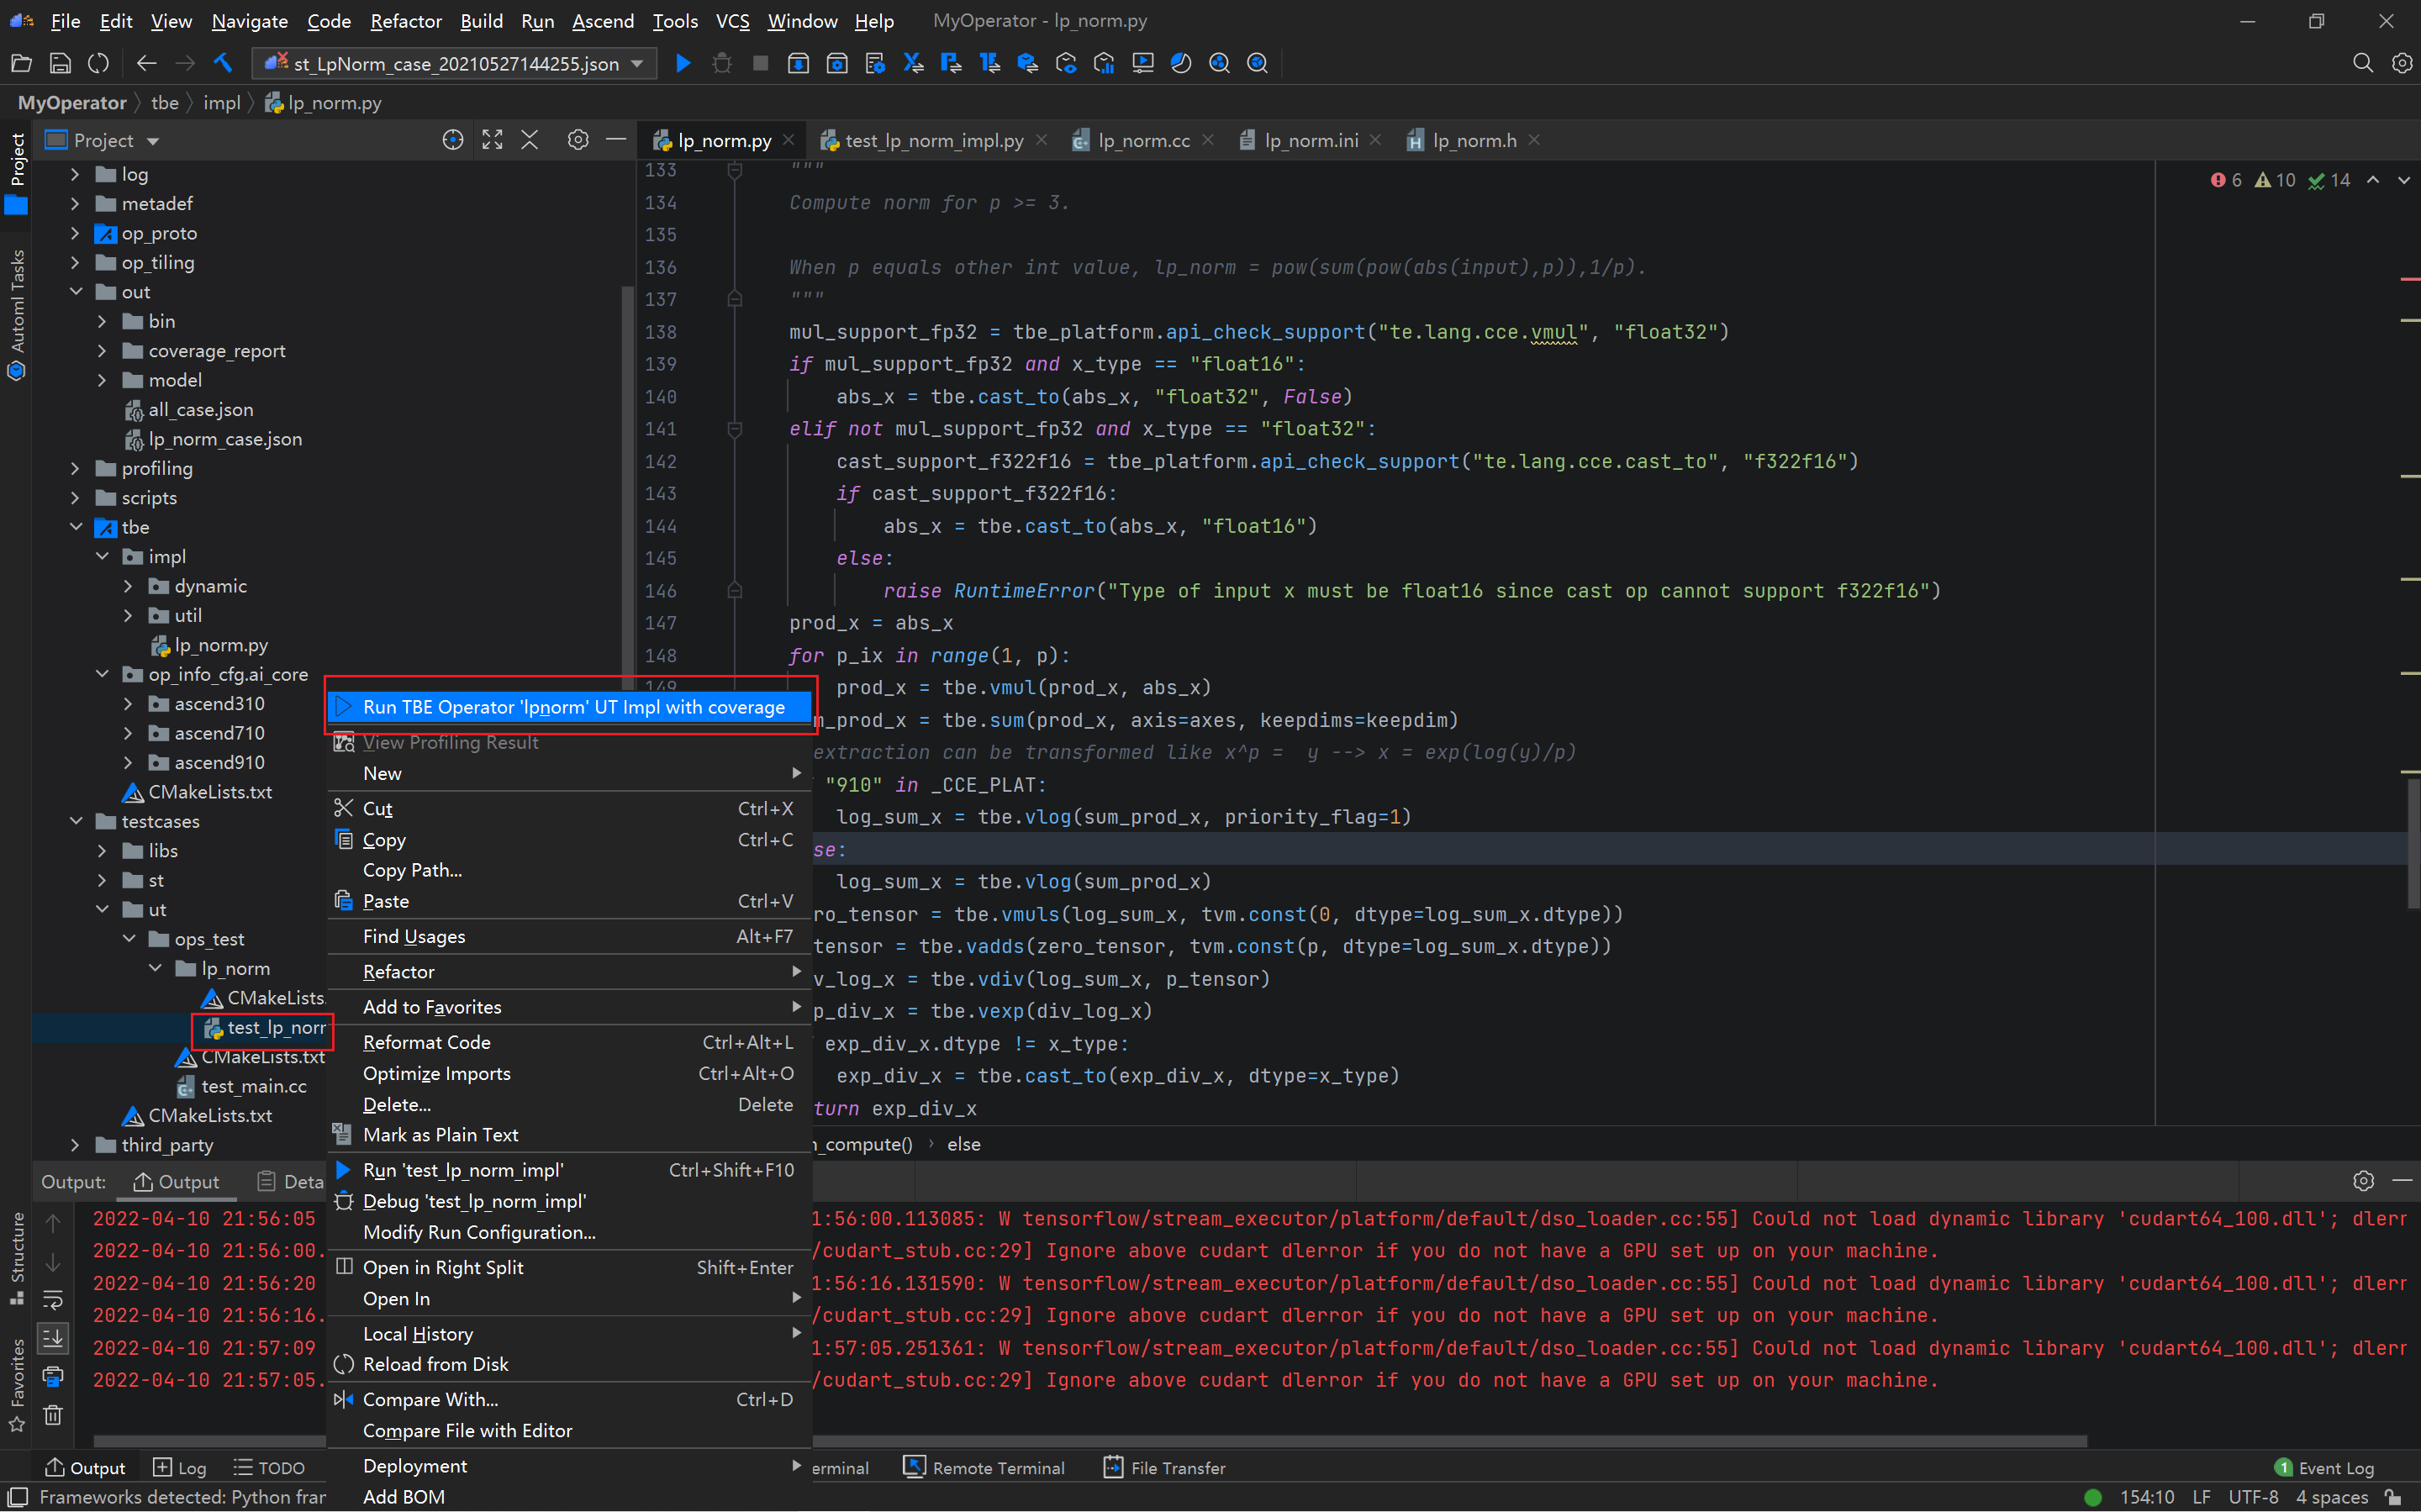 File Edit View Navigate Code Refactor Build Run Ascend Tools VCS Window Help MyOperator - lp_norm.py
st_LpNorm_case_20210527144255.json
MyOperator tbe impl lp_norm.py
Project
lp_norm.py test_lp_norm_impl.py lp_norm.cc lp_norm.ini lp_norm.h
Project
Automl Tasks
Structure
Favorites
log
metadef
op_proto
op_tiling
out
bin
coverage_report
model
all_case.json
lp_norm_case.json
profiling
scripts
tbe
impl
dynamic
util
lp_norm.py
op_info_cfg.ai_core
ascend310
ascend710
ascend910
CMakeLists.txt
testcases
libs
st
ut
ops_test
lp_norm
CMakeLists.
test_lp_norr
CMakeLists.txt
test_main.cc
CMakeLists.txt
third_party
6 10 14
133 """
134 Compute norm for p >= 3.
135
136 When p equals other int value, lp_norm = pow(sum(pow(abs(input),p)),1/p).
137 """
138 mul_support_fp32 = tbe_platform.api_check_support("te.lang.cce.vmul", "float32")
139 if mul_support_fp32 and x_type == "float16":
140 abs_x = tbe.cast_to(abs_x, "float32", False)
141 elif not mul_support_fp32 and x_type == "float32":
142 cast_support_f322f16 = tbe_platform.api_check_support("te.lang.cce.cast_to", "f322f16")
143 if cast_support_f322f16:
144 abs_x = tbe.cast_to(abs_x, "float16")
145 else:
146 raise RuntimeError("Type of input x must be float16 since cast op cannot support f322f16")
147 prod_x = abs_x
148 for p_ix in range(1, p):
149 prod_x = tbe.vmul(prod_x, abs_x)
m_prod_x = tbe.sum(prod_x, axis=axes, keepdims=keepdim)
extraction can be transformed like x^p =  y --> x = exp(log(y)/p)
"910" in _CCE_PLAT:
log_sum_x = tbe.vlog(sum_prod_x, priority_flag=1)
se:
log_sum_x = tbe.vlog(sum_prod_x)
ro_tensor = tbe.vmuls(log_sum_x, tvm.const(0, dtype=log_sum_x.dtype))
tensor = tbe.vadds(zero_tensor, tvm.const(p, dtype=log_sum_x.dtype))
v_log_x = tbe.vdiv(log_sum_x, p_tensor)
p_div_x = tbe.vexp(div_log_x)
exp_div_x.dtype != x_type:
exp_div_x = tbe.cast_to(exp_div_x, dtype=x_type)
turn exp_div_x
n_compute() › else
Run TBE Operator 'lpnorm' UT Impl with coverage
View Profiling Result
New
Cut Ctrl+X
Copy Ctrl+C
Copy Path...
Paste Ctrl+V
Find Usages Alt+F7
Refactor
Add to Favorites
Reformat Code Ctrl+Alt+L
Optimize Imports Ctrl+Alt+O
Delete... Delete
Mark as Plain Text
Run 'test_lp_norm_impl' Ctrl+Shift+F10
Debug 'test_lp_norm_impl'
Modify Run Configuration...
Open in Right Split Shift+Enter
Open In
Local History
Reload from Disk
Compare With... Ctrl+D
Compare File with Editor
Deployment
Add BOM
Output: Output Deta
2022-04-10 21:56:05 1:56:00.113085: W tensorflow/stream_executor/platform/default/dso_loader.cc:55] Could not load dynamic library 'cudart64_100.dll'; dlerr
2022-04-10 21:56:00. /cudart_stub.cc:29] Ignore above cudart dlerror if you do not have a GPU set up on your machine.
2022-04-10 21:56:20 1:56:16.131590: W tensorflow/stream_executor/platform/default/dso_loader.cc:55] Could not load dynamic library 'cudart64_100.dll'; dlerr
2022-04-10 21:56:16. /cudart_stub.cc:29] Ignore above cudart dlerror if you do not have a GPU set up on your machine.
2022-04-10 21:57:09 1:57:05.251361: W tensorflow/stream_executor/platform/default/dso_loader.cc:55] Could not load dynamic library 'cudart64_100.dll'; dlerr
2022-04-10 21:57:05. /cudart_stub.cc:29] Ignore above cudart dlerror if you do not have a GPU set up on your machine.
Output Log TODO erminal Remote Terminal File Transfer 1 Event Log
Frameworks detected: Python fran 154:10 LF UTF-8 4 spaces